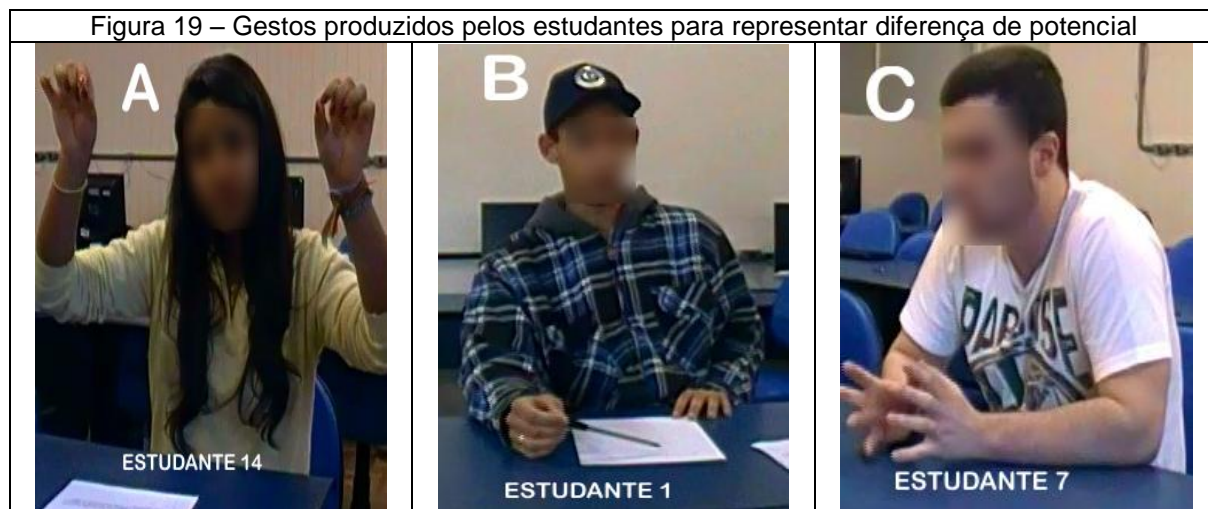 Figura 19 – Gestos produzidos pelos estudantes para representar diferença de potencial
A
B
C
ESTUDANTE 14
ESTUDANTE 1
ESTUDANTE 7